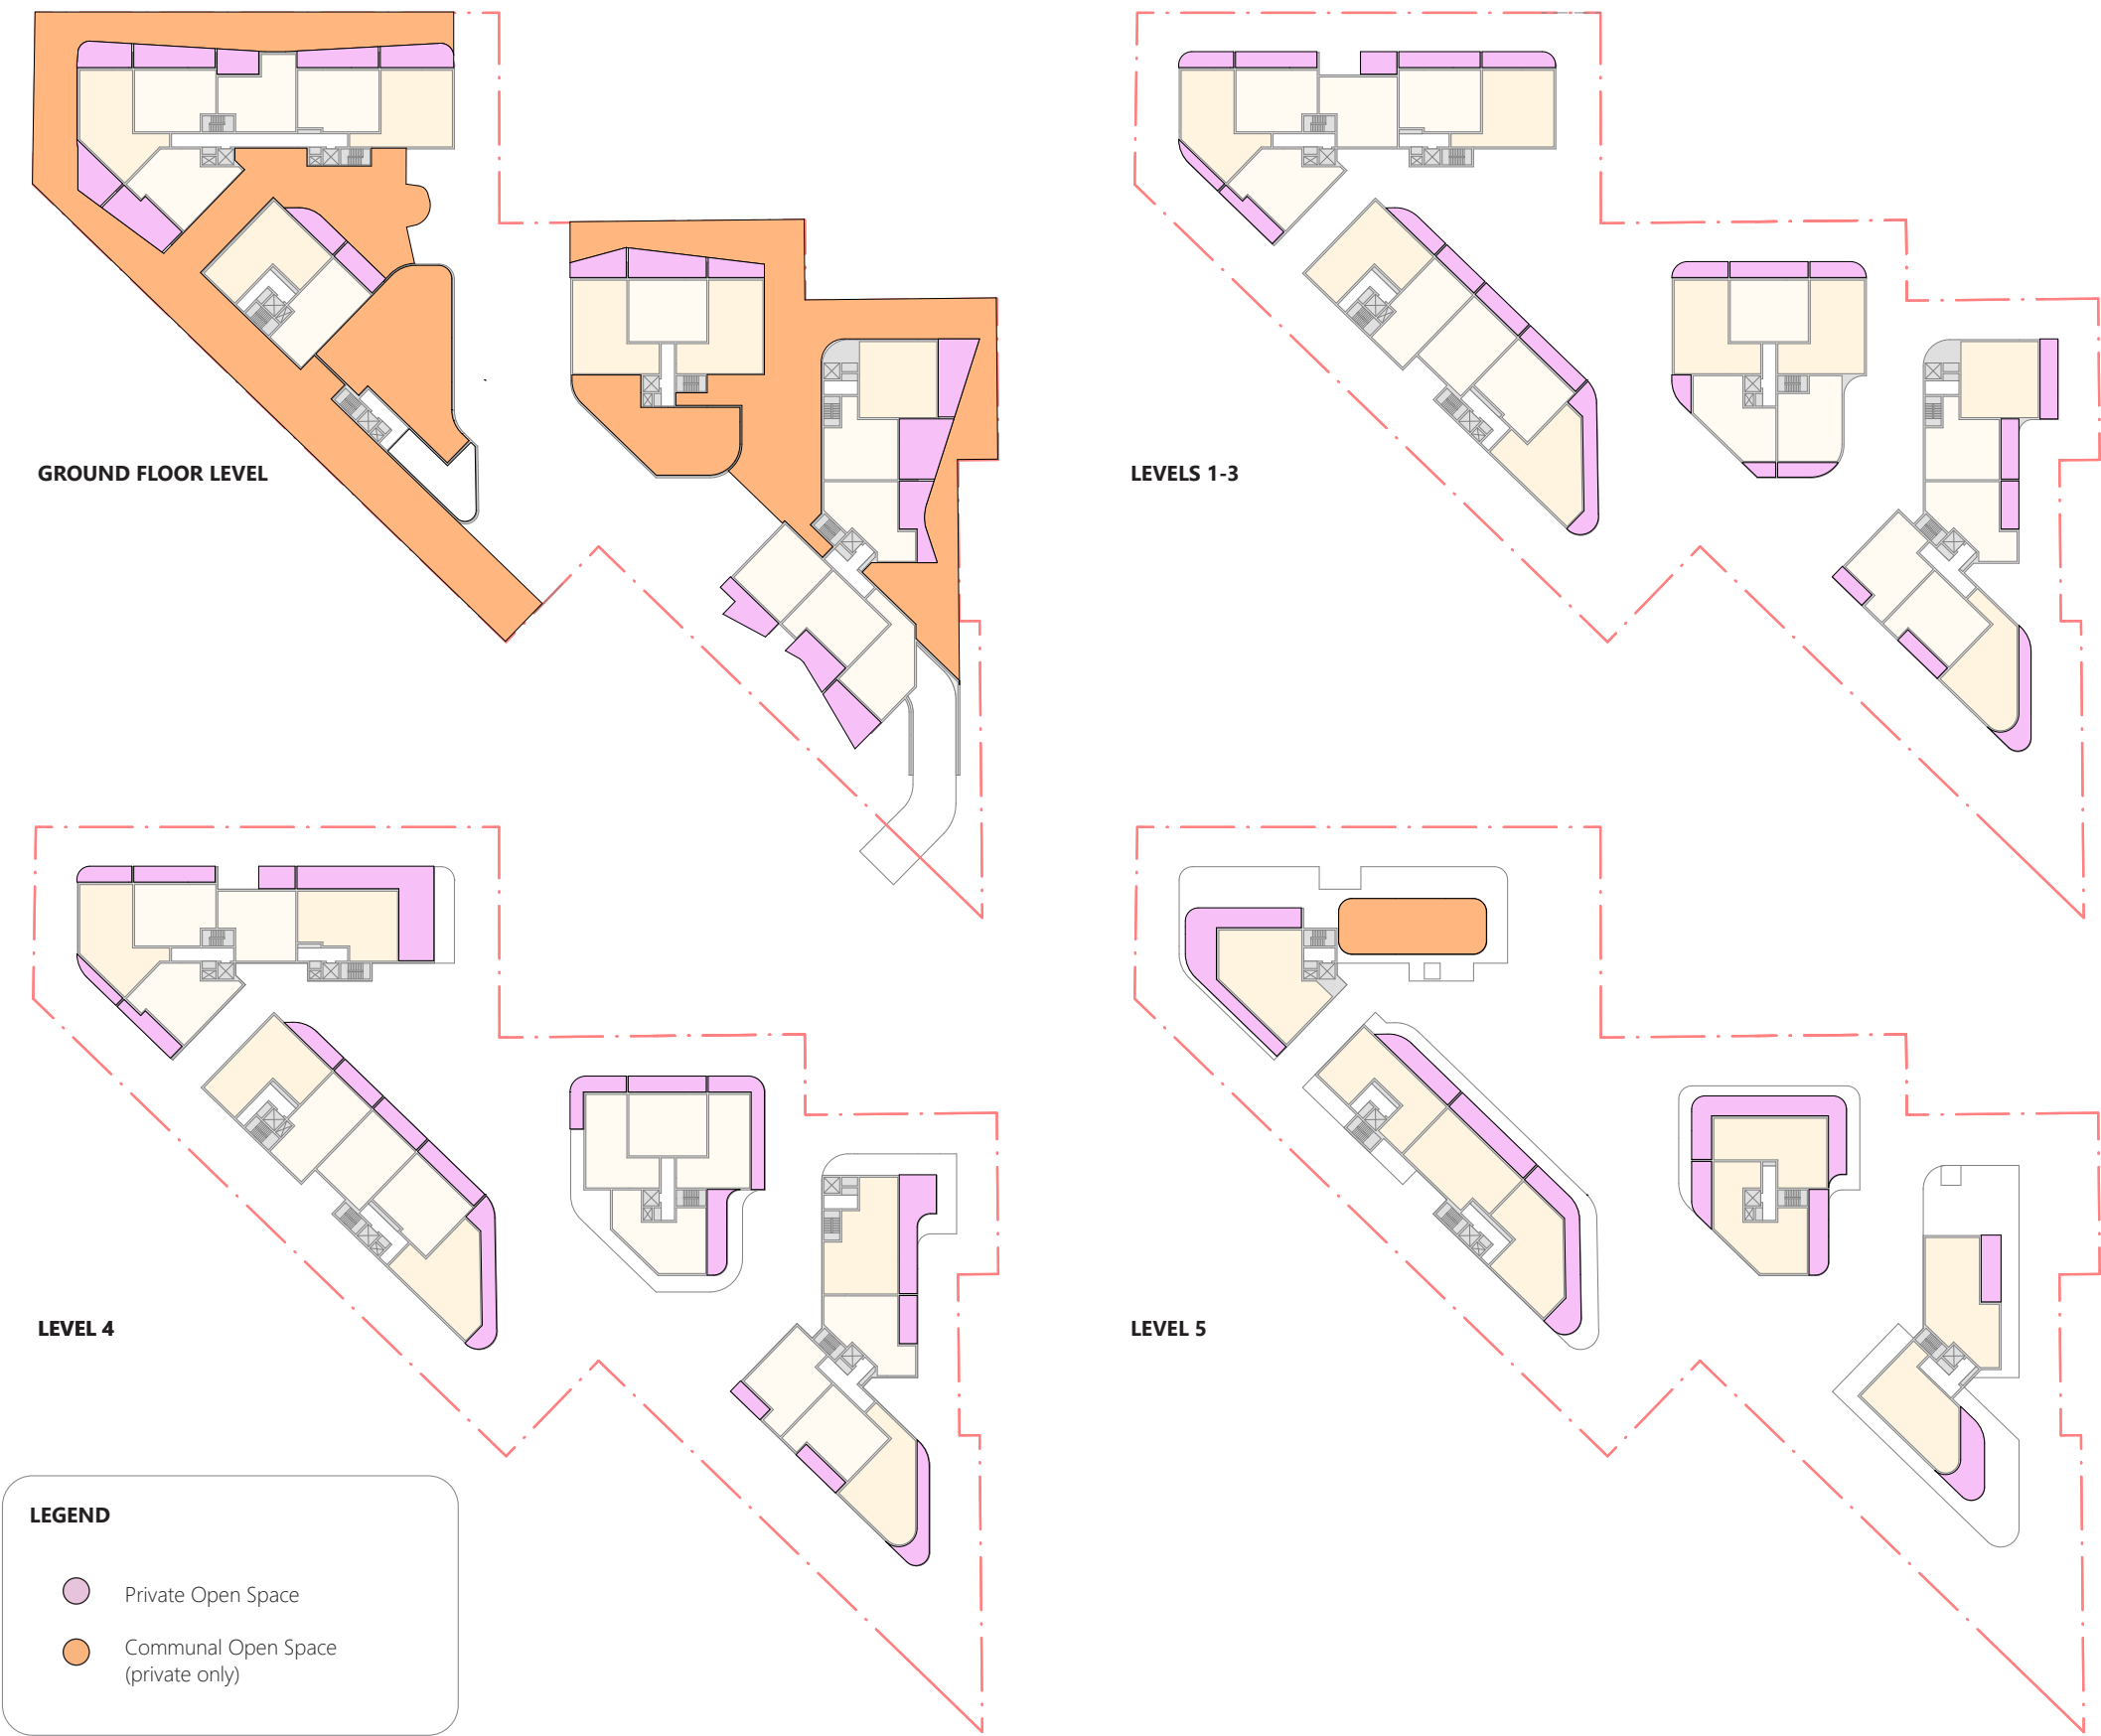 GROUND FLOOR LEVEL
LEVELS 1-3
LEVEL 4
LEVEL 5
LEGEND
Private Open Space
Communal Open Space
(private only)